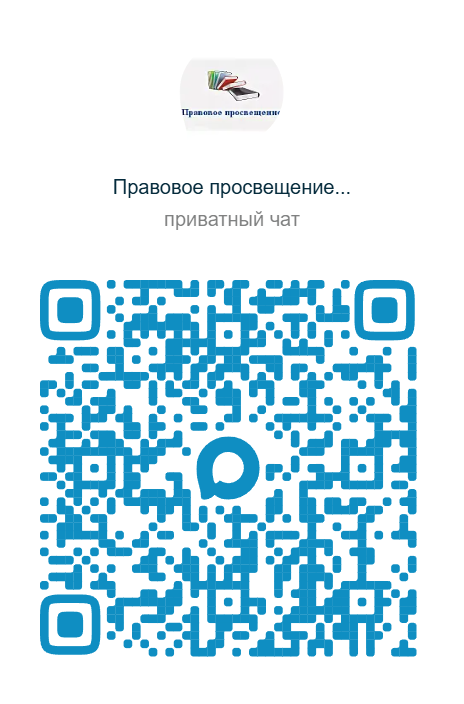 Правовое просвещение
Правовое просвещение...
приватный чат